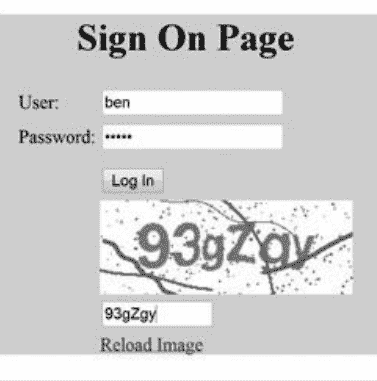 Sign On Page
User: ben
Password: •••••
Log In
93gZgy
93gZgy
Reload Image